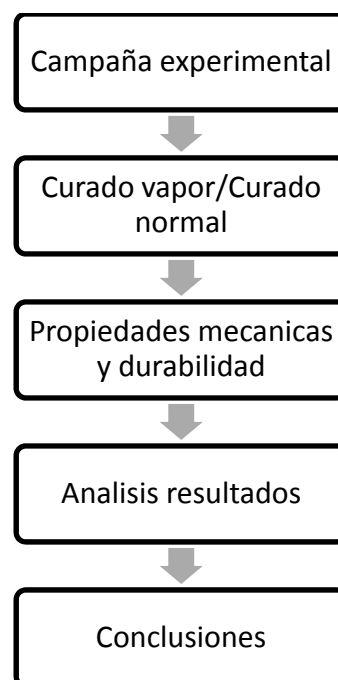 Campaña experimental
Curado vapor/Curado
normal
Propiedades mecanicas
y durabilidad
Analisis resultados
Conclusiones